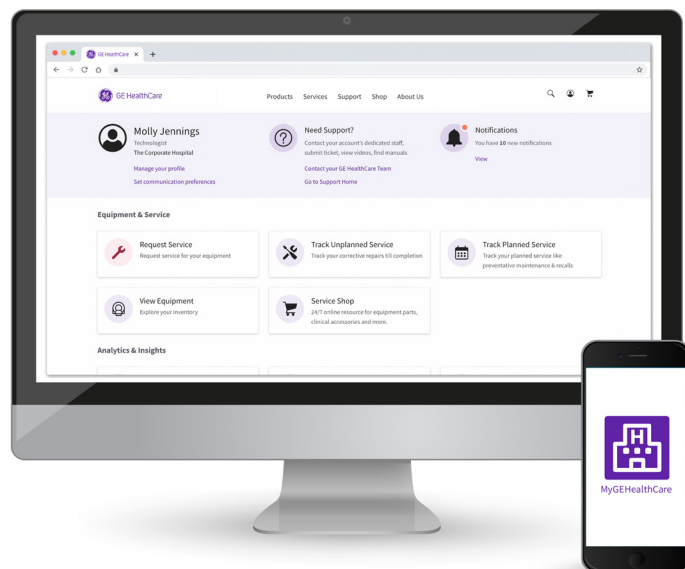 GE HealthCare
GE HealthCare
Products Services Support Shop About Us
Molly Jennings
Technologist
The Corporate Hospital
Manage your profile
Set communication preferences
Need Support?
Contact your account's dedicated staff,
submit ticket, view videos, find manuals
Contact your GE HealthCare Team
Go to Support Home
Notifications
You have 10 new notifications
View
Equipment & Service
Request Service
Request service for your equipment
Track Unplanned Service
Track your corrective repairs till completion
Track Planned Service
Track your planned service like
preventative maintenance & recalls
View Equipment
Explore your inventory
Service Shop
24/7 online resource for equipment parts,
clinical accessories and more.
Analytics & Insights
H
MyGEHealthCare